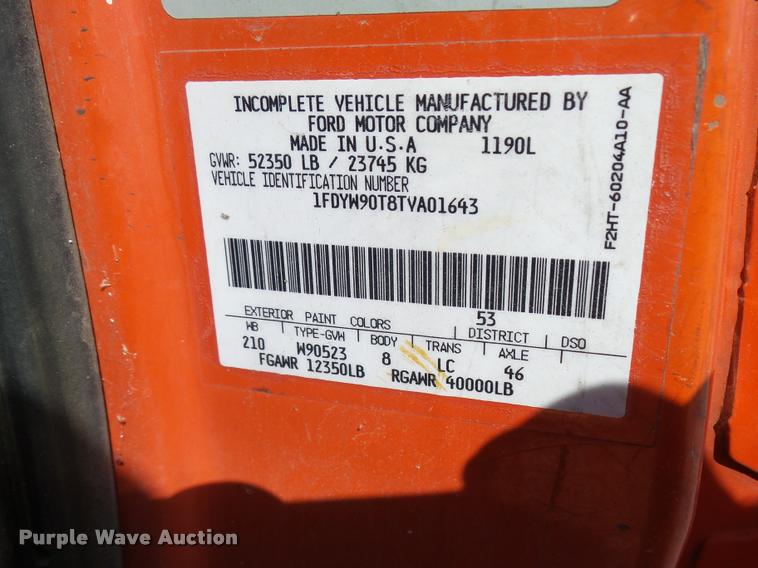 INCOMPLETE VEHICLE MANUFACTURED BY
FORD MOTOR COMPANY
MADE IN U.S.A 1190L
GVWR: 52350 LB / 23745 KG
VEHICLE IDENTIFICATION NUMBER
1FDYW90T8TVA01643
F2HT-60204A10-AA
EXTERIOR PAINT COLORS 53 DISTRICT DSO
WB TYPE-GVW BODY TRANS AXLE
210 W90523 8 LC 46
FGAWR 12350LB RGAWR 40000LB
Purple Wave Auction